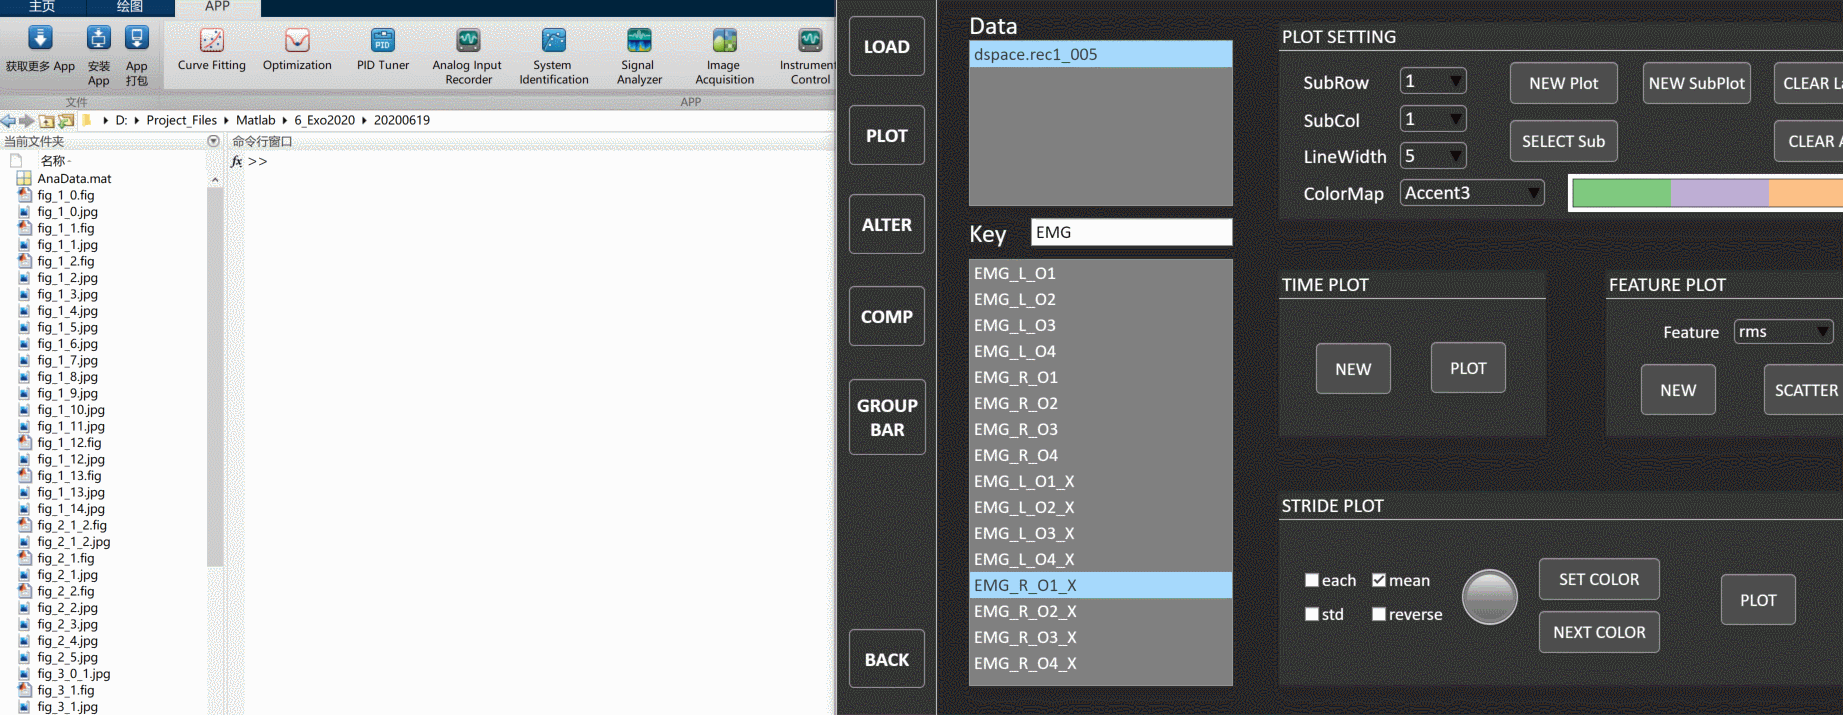 主页 绘图 APP
获取更多 App 安装 App App 打包 Curve Fitting Optimization PID Tuner Analog Input Recorder System Identification Signal Analyzer Image Acquisition Instrument Control
PID
文件 APP
D: Project_Files Matlab 6_Exo2020 20200619
当前文件夹
名称
AnaData.mat
fig_1_0.fig
fig_1_0.jpg
fig_1_1.fig
fig_1_1.jpg
fig_1_2.fig
fig_1_2.jpg
fig_1_3.jpg
fig_1_4.jpg
fig_1_5.jpg
fig_1_6.jpg
fig_1_7.jpg
fig_1_8.jpg
fig_1_9.jpg
fig_1_10.jpg
fig_1_11.jpg
fig_1_12.fig
fig_1_12.jpg
fig_1_13.fig
fig_1_13.jpg
fig_1_14.jpg
fig_2_1_2.fig
fig_2_1_2.jpg
fig_2_1.fig
fig_2_1.jpg
fig_2_2.fig
fig_2_2.jpg
fig_2_3.jpg
fig_2_4.jpg
fig_2_5.jpg
fig_3_0_1.jpg
fig_3_1.fig
fig_3_1.jpg
命令行窗口
fx >>
LOAD
PLOT
ALTER
COMP
GROUP
BAR
BACK
Data
dspace.rec1_005
Key EMG
EMG_L_O1
EMG_L_O2
EMG_L_O3
EMG_L_O4
EMG_R_O1
EMG_R_O2
EMG_R_O3
EMG_R_O4
EMG_L_O1_X
EMG_L_O2_X
EMG_L_O3_X
EMG_L_O4_X
EMG_R_O1_X
EMG_R_O2_X
EMG_R_O3_X
EMG_R_O4_X
PLOT SETTING
SubRow 1 NEW Plot NEW SubPlot CLEAR La
SubCol 1
SELECT Sub CLEAR A
LineWidth 5
ColorMap Accent3
TIME PLOT
NEW PLOT
FEATURE PLOT
Feature rms
NEW SCATTER
STRIDE PLOT
each mean SET COLOR
PLOT
std reverse NEXT COLOR